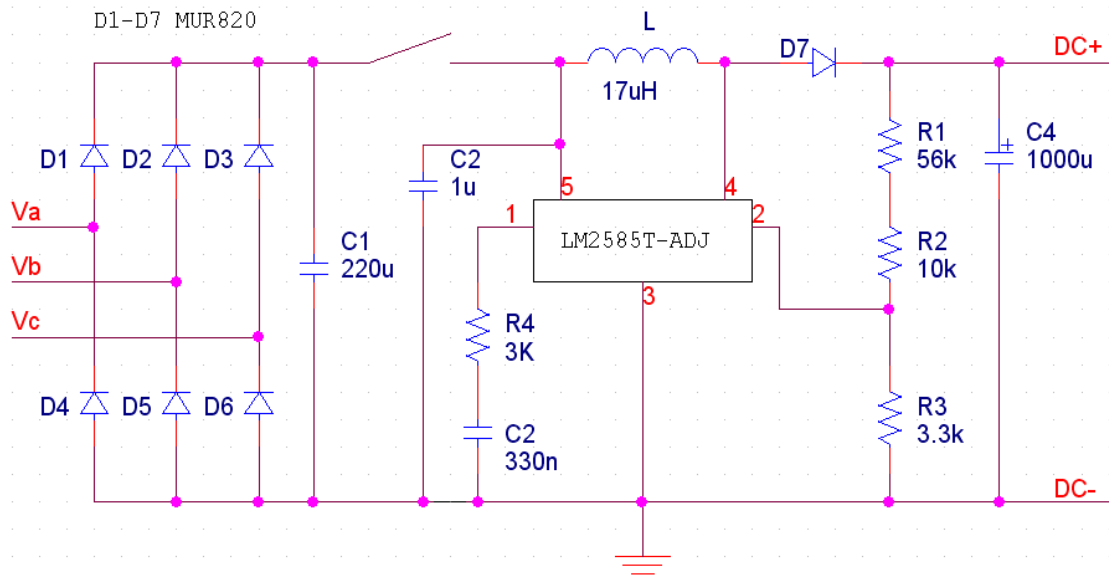 D1-D7 MUR820
L
17uH
D7
DC+
D1
D2
D3
C2
1u
R1
56k
C4
1000u
Va
Vb
Vc
C1
220u
5
4
1
2
LM2585T-ADJ
3
R2
10k
R4
3K
D4
D5
D6
C2
330n
R3
3.3k
DC-